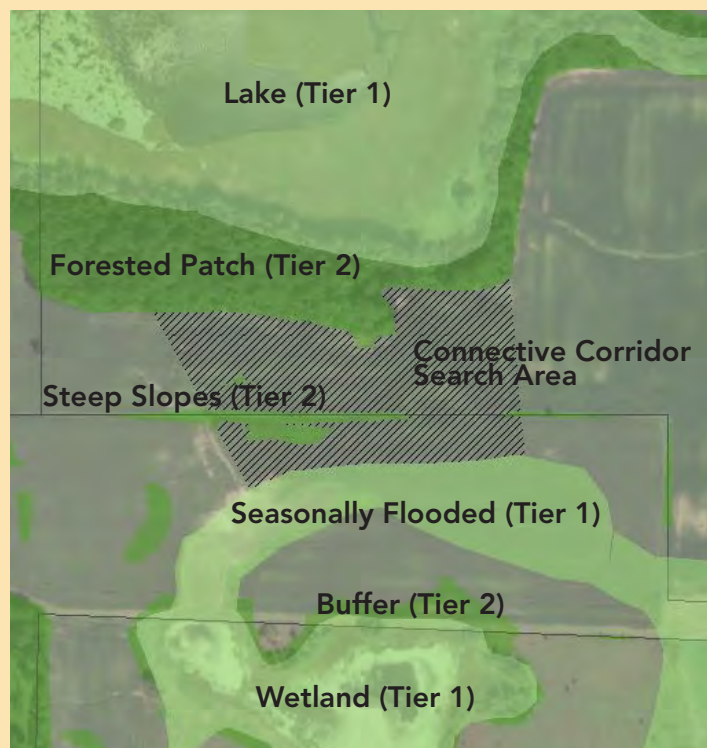 Lake (Tier 1)
Forested Patch (Tier 2)
Connective Corridor
Search Area
Steep Slopes (Tier 2)
Seasonally Flooded (Tier 1)
Buffer (Tier 2)
Wetland (Tier 1)